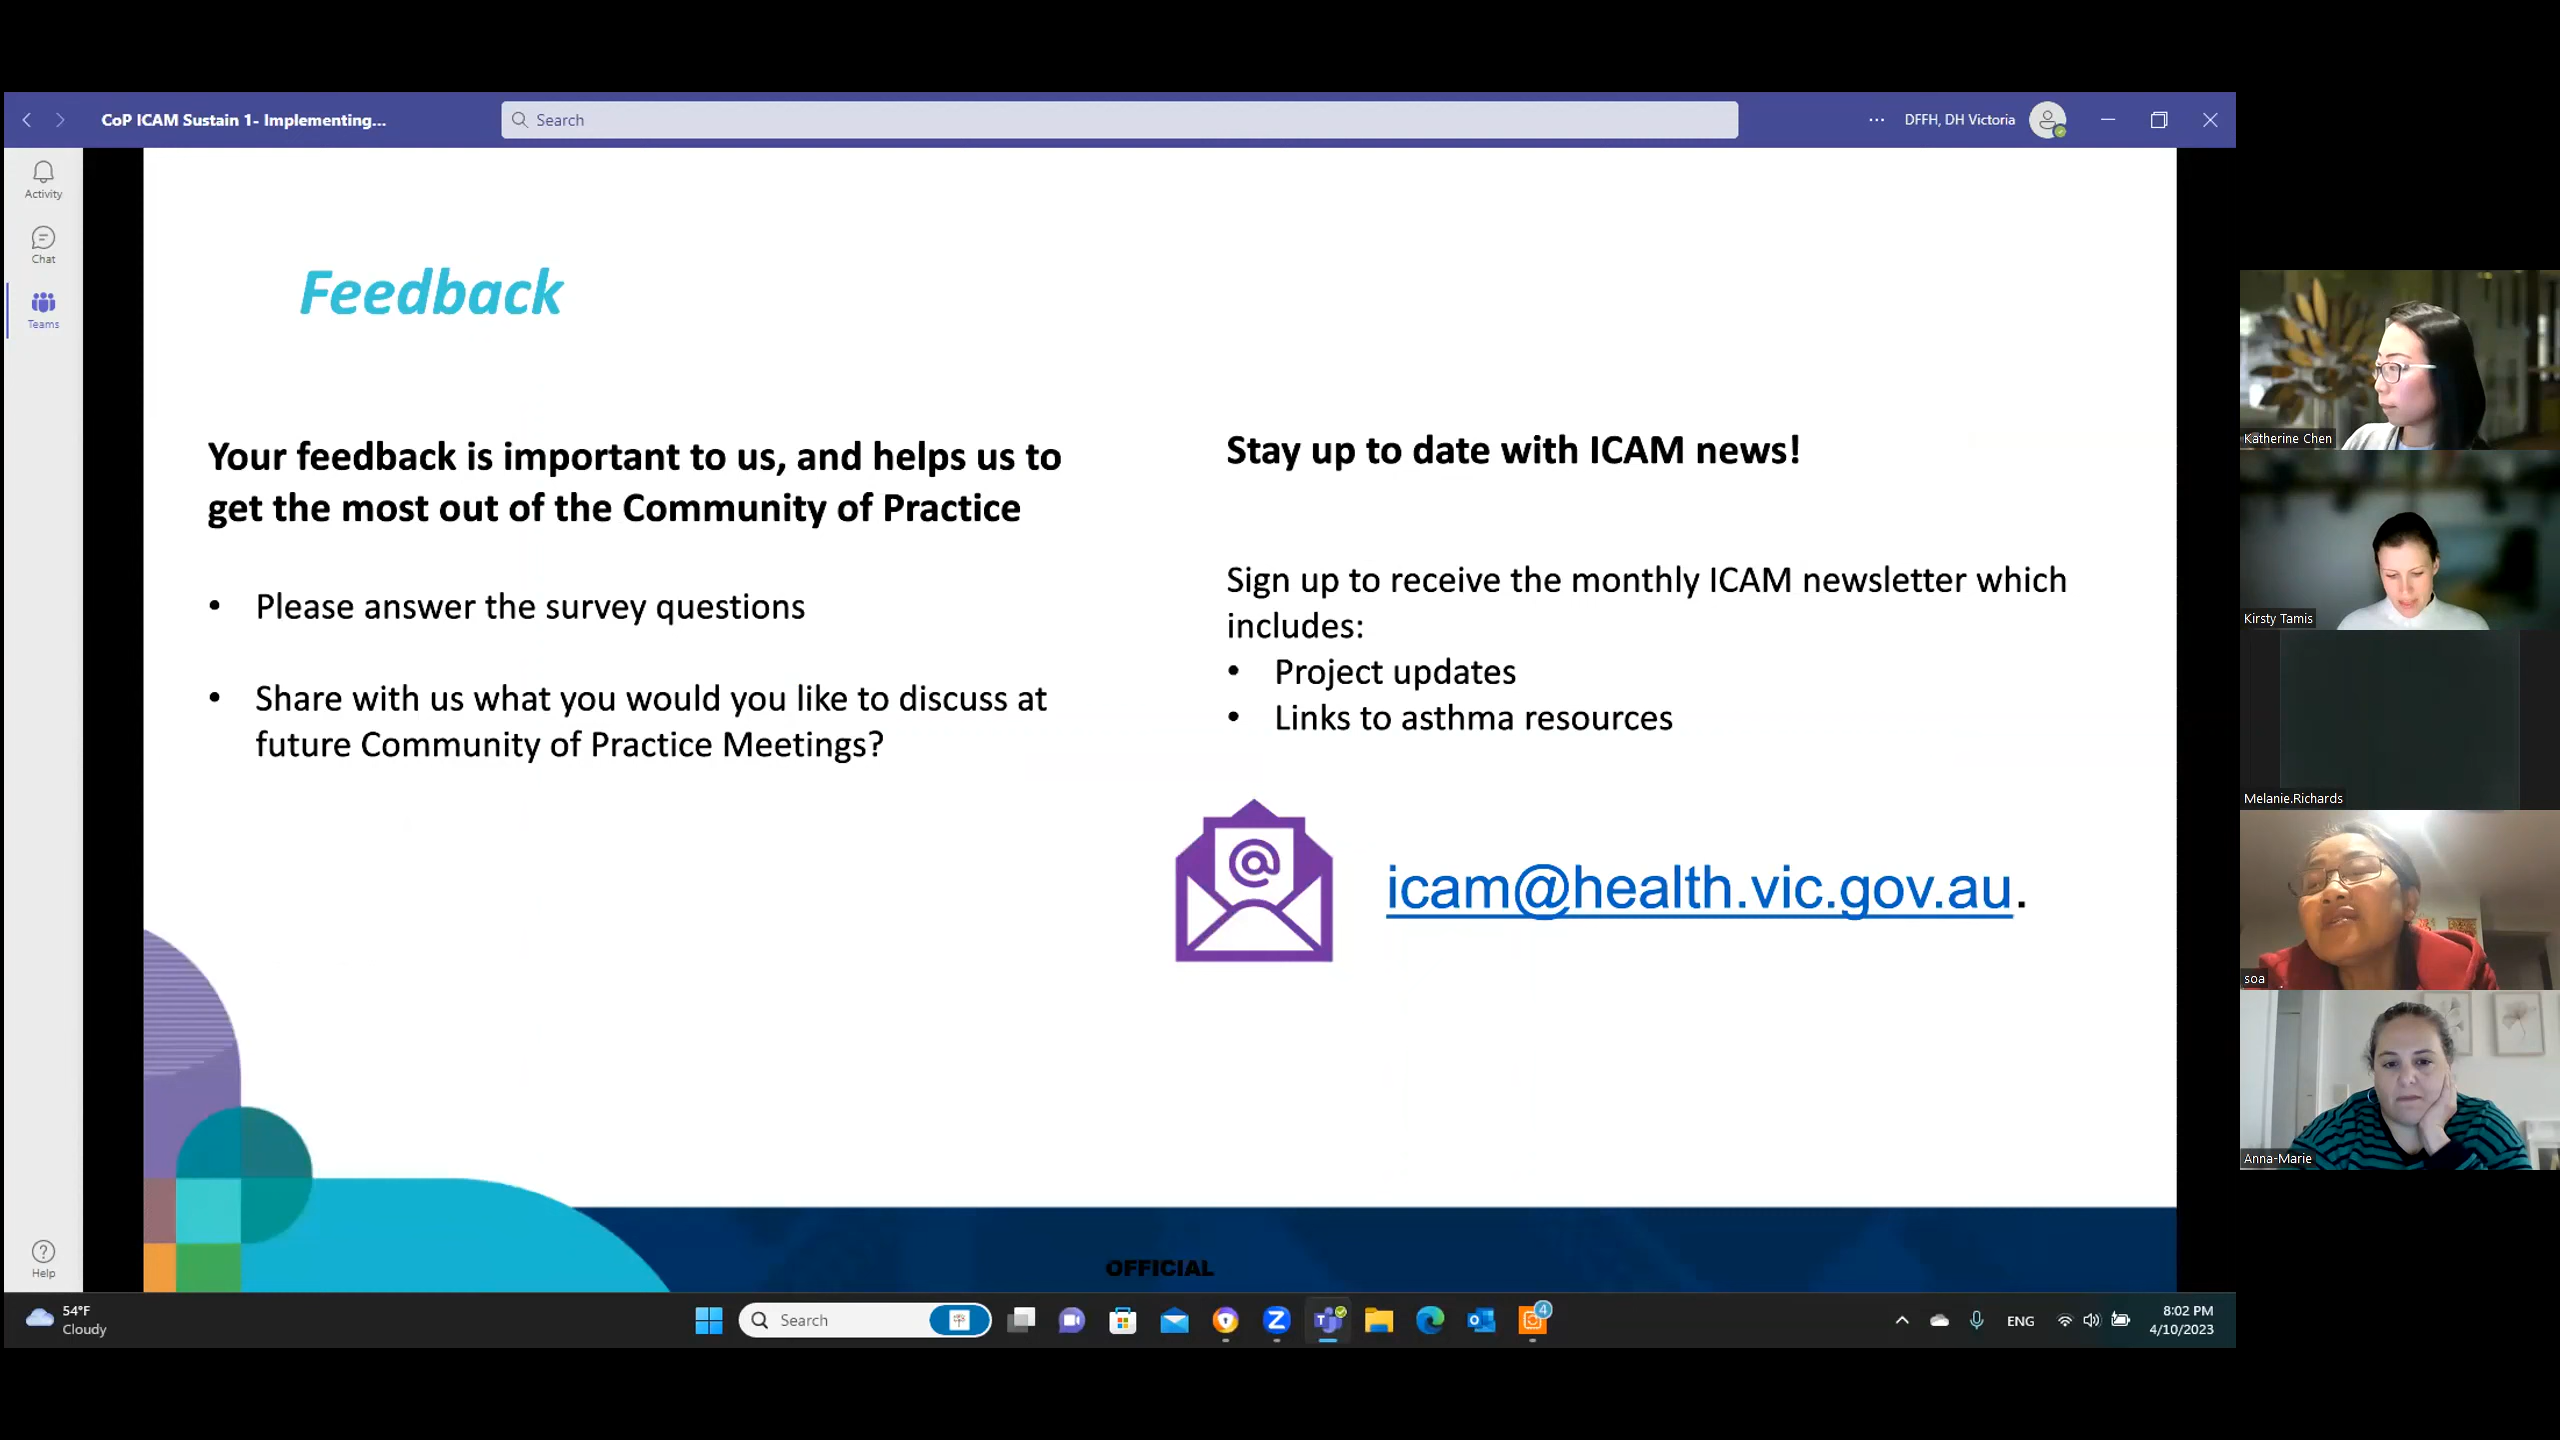 CoP ICAM Sustain 1- Implementing...
Search
DFFH, DH Victoria
Activity
Chat
Teams
Help
Feedback
Your feedback is important to us, and helps us to
get the most out of the Community of Practice
• Please answer the survey questions
• Share with us what you would you like to discuss at
future Community of Practice Meetings?
Stay up to date with ICAM news!
Sign up to receive the monthly ICAM newsletter which
includes:
• Project updates
• Links to asthma resources
@
icam@health.vic.gov.au.
OFFICIAL
Katherine Chen
Kirsty Tamis
Melanie.Richards
soa
Anna-Marie
54°F
Cloudy
Search
4
ENG
8:02 PM
4/10/2023